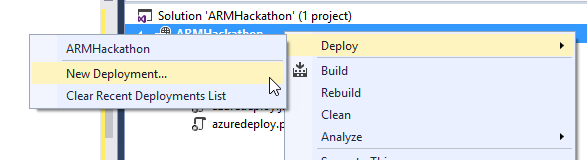 Solution 'ARMHackathon' (1 project)
ARMHackathon
ARMHackathon
New Deployment...
Clear Recent Deployments List
Deploy
Build
Rebuild
Clean
Analyze
azuredeploy.p